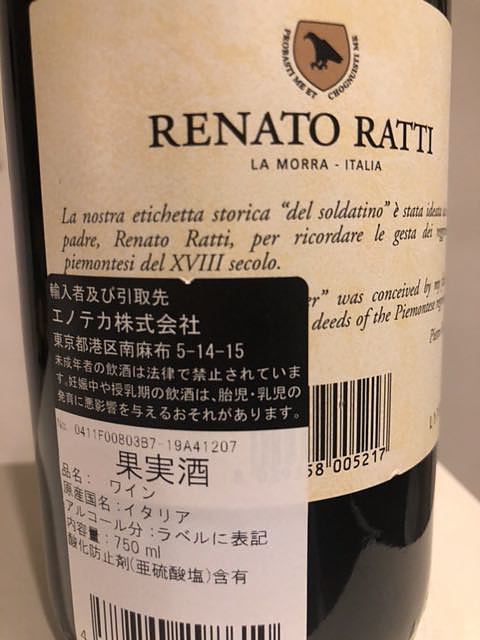 PROBASTI ME ET CHOGNUISTI ME
RENATO RATTI
LA MORRA - ITALIA
La nostra etichetta storica "del soldatino" è stata ideata
padre, Renato Ratti, per ricordare le gesta dei
piemontesi del XVIII secolo.
was conceived by my
deeds of the Piemontese
輸入者及び引取先
エノテカ株式会社
東京都港区南麻布 5-14-15
未成年者の飲酒は法律で禁止されていま
す。妊娠中や授乳期の飲酒は、胎児・乳児の
発育に悪影響を与えるおそれがあります。
No. 0411F00803B7-19A41207
果実酒
品名： ワイン
原産国名：イタリア
アルコール分：ラベルに表記
内容量：750 ml
酸化防止剤(亜硫酸塩)含有
58 005217
4